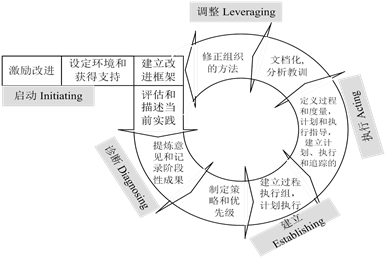 调整 Leveraging
激励改进
设定环境和
获得支持
建立改
进框架
启动 Initiating
修正组织
的方法
文档化，
分析教训
定义过程
和度量，
计划和执
行指导，
建立计
划、执行
和追踪的
执行 Acting
评估和
描述当
前实践
提炼意
见和记
录阶段
性成果
诊断 Diagnosing
制定策
略和优
先级
建立过程
执行组，
计划执行
建立
Establishing